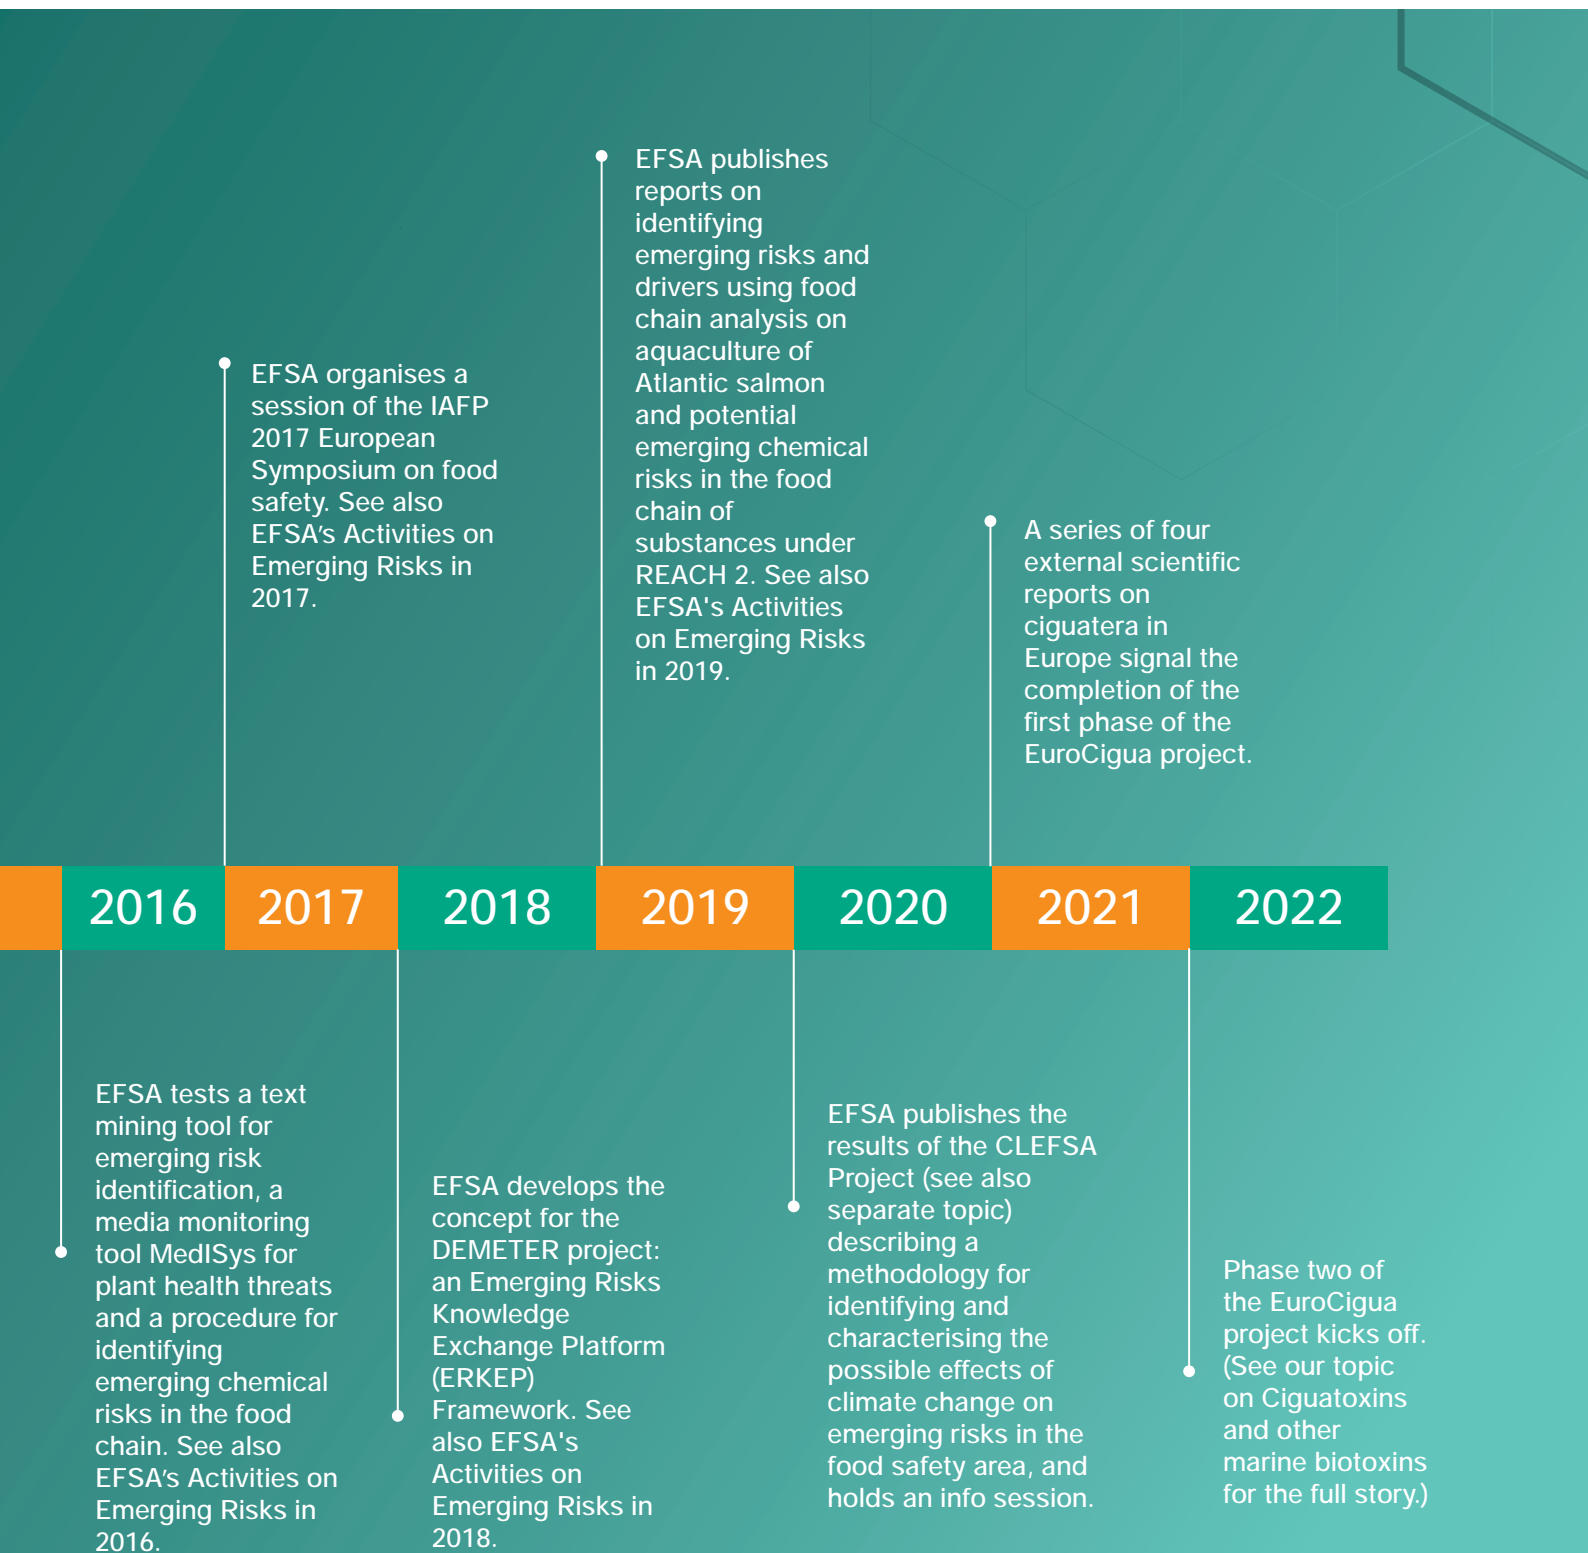 EFSA publishes
reports on
identifying
emerging risks and
drivers using food
chain analysis on
aquaculture of
Atlantic salmon
and potential
emerging chemical
risks in the food
chain of
substances under
REACH 2. See also
EFSA's Activities
on Emerging Risks
in 2019.
EFSA organises a
session of the IAFP
2017 European
Symposium on food
safety. See also
EFSA’s Activities on
Emerging Risks in
2017.
A series of four
external scientific
reports on
ciguatera in
Europe signal the
completion of the
first phase of the
EuroCigua project.
2016 2017 2018 2019 2020 2021 2022
EFSA tests a text
mining tool for
emerging risk
identification, a
media monitoring
tool MedISys for
plant health threats
and a procedure for
identifying
emerging chemical
risks in the food
chain. See also
EFSA’s Activities on
Emerging Risks in
2016.
EFSA develops the
concept for the
DEMETER project:
an Emerging Risks
Knowledge
Exchange Platform
(ERKEP)
Framework. See
also EFSA's
Activities on
Emerging Risks in
2018.
EFSA publishes the
results of the CLEFSA
Project (see also
separate topic)
describing a
methodology for
identifying and
characterising the
possible effects of
climate change on
emerging risks in the
food safety area, and
holds an info session.
Phase two of
the EuroCigua
project kicks off.
(See our topic
on Ciguatoxins
and other
marine biotoxins
for the full story.)